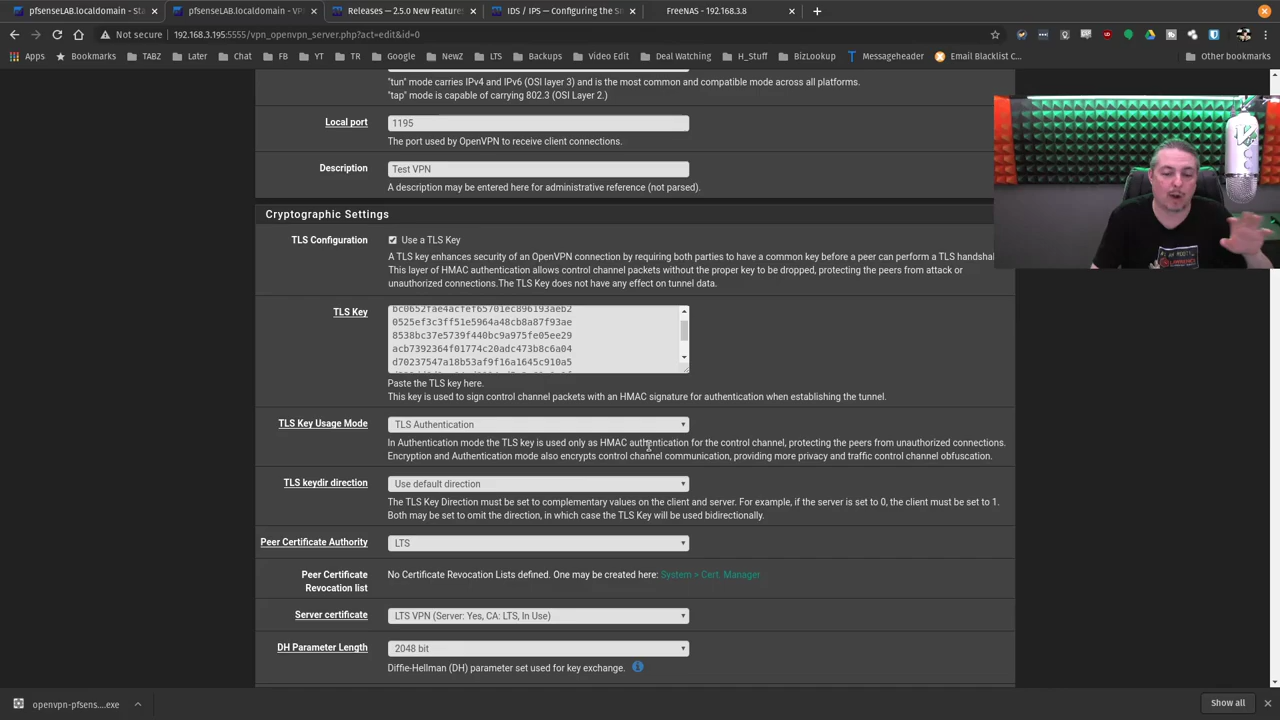 pfsenseLAB.localdomain - Sta
pfsenseLAB.localdomain - VP
Releases — 2.5.0 New Feature
IDS / IPS — Configuring the Sn
FreeNAS - 192.168.3.8
Not secure
192.168.3.195:5555/vpn_openvpn_server.php?act=edit&id=0
Apps
Bookmarks
TABZ
Later
Chat
FB
YT
TR
Google
NewZ
LTS
Backups
Video Edit
Deal Watching
H_Stuff
BizLookup
Messageheader
Email Blacklist C...
Other bookmarks
"tun" mode carries IPv4 and IPv6 (OSI layer 3) and is the most common and compatible mode across all platforms.
"tap" mode is capable of carrying 802.3 (OSI Layer 2.)
Local port
1195
The port used by OpenVPN to receive client connections.
Description
Test VPN
A description may be entered here for administrative reference (not parsed).
Cryptographic Settings
TLS Configuration
Use a TLS Key
A TLS key enhances security of an OpenVPN connection by requiring both parties to have a common key before a peer can perform a TLS handsha
This layer of HMAC authentication allows control channel packets without the proper key to be dropped, protecting the peers from attack or
unauthorized connections.The TLS Key does not have any effect on tunnel data.
TLS Key
bc0652fae4acfef65701ec896193aeb2
0525ef3c3ff51e5964a48cb8a87f93ae
8538bc37e5739f440bc9a975fe05ee29
acb7392364f01774c20adc473b8c6a04
d70237547a18b53af9f16a1645c910a5
Paste the TLS key here.
This key is used to sign control channel packets with an HMAC signature for authentication when establishing the tunnel.
TLS Key Usage Mode
TLS Authentication
In Authentication mode the TLS key is used only as HMAC authentication for the control channel, protecting the peers from unauthorized connections.
Encryption and Authentication mode also encrypts control channel communication, providing more privacy and traffic control channel obfuscation.
TLS keydir direction
Use default direction
The TLS Key Direction must be set to complementary values on the client and server. For example, if the server is set to 0, the client must be set to 1.
Both may be set to omit the direction, in which case the TLS Key will be used bidirectionally.
Peer Certificate Authority
LTS
Peer Certificate
Revocation list
No Certificate Revocation Lists defined. One may be created here: System > Cert. Manager
Server certificate
LTS VPN (Server: Yes, CA: LTS, In Use)
DH Parameter Length
2048 bit
Diffie-Hellman (DH) parameter set used for key exchange.
openvpn-pfsens....exe
Show all